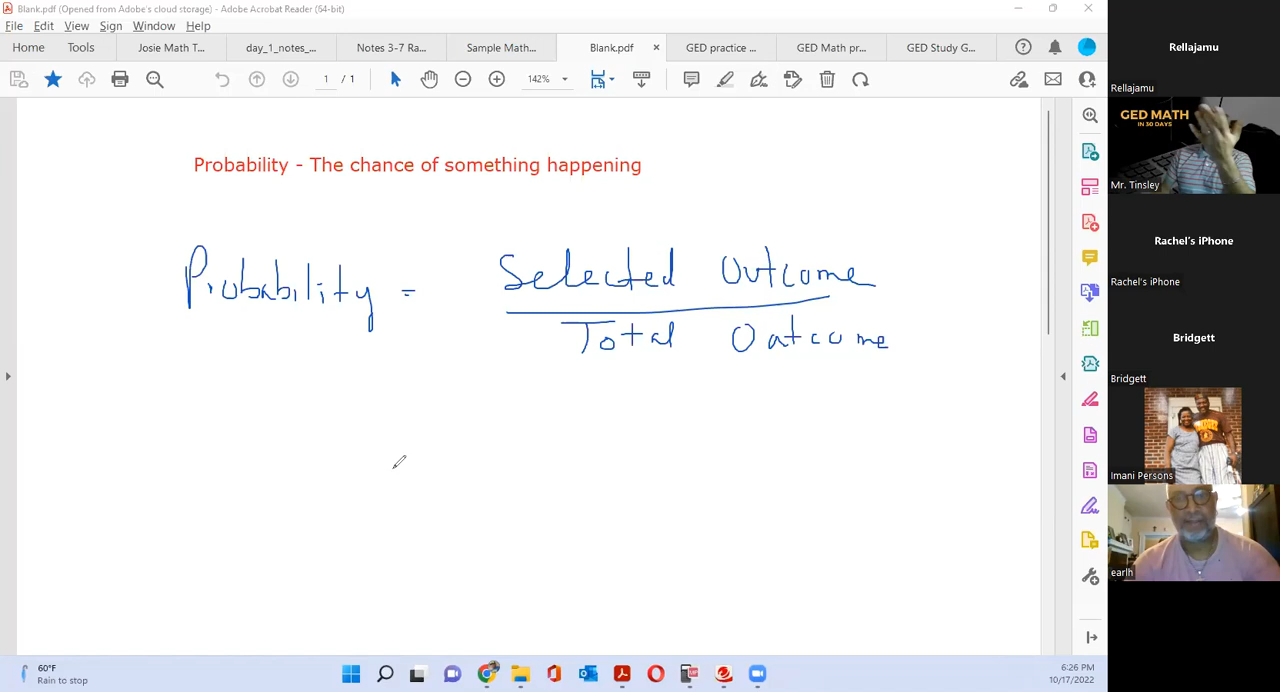 Blank.pdf (Opened from Adobe's cloud storage) - Adobe Acrobat Reader (64-bit)
File Edit View Sign Window Help
Home Tools Josie Math T... day_1_notes_... Notes 3-7 Ra... Sample Math... Blank.pdf × GED practice ... GED Math pr... GED Study G...
1 / 1 142%
Probability - The chance of something happening
Probability = Selected Outcome
Total Outcome
Rellajamu
Rellajamu
GED MATH
IN 30 DAYS
Mr. Tinsley
Rachel's iPhone
Rachel's iPhone
Bridgett
Bridgett
Imani Persons
earlh
60°F
Rain to stop
6:26 PM
10/17/2022